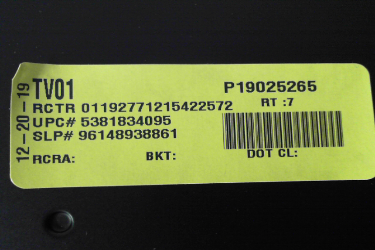 12-20-19
TV01 P19025265
RCTR 01192771215422572 RT :7
UPC# 5381834095
SLP# 96148938861
RCRA: BKT: DOT CL: